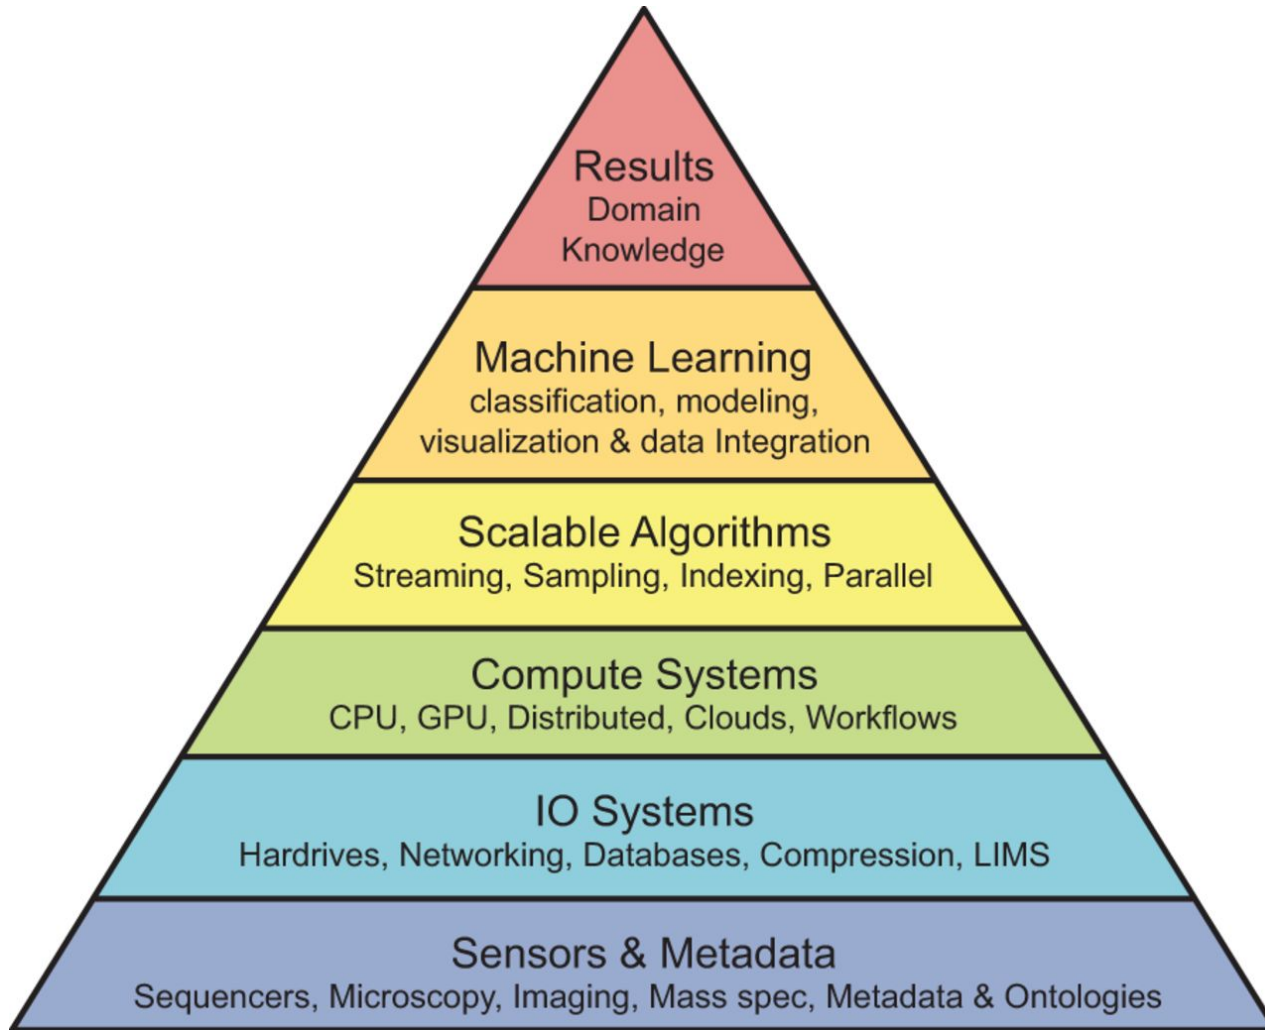 Results
Domain
Knowledge
Machine Learning
classification, modeling,
visualization & data Integration
Scalable Algorithms
Streaming, Sampling, Indexing, Parallel
Compute Systems
CPU, GPU, Distributed, Clouds, Workflows
IO Systems
Hardrives, Networking, Databases, Compression, LIMS
Sensors & Metadata
Sequencers, Microscopy, Imaging, Mass spec, Metadata & Ontologies